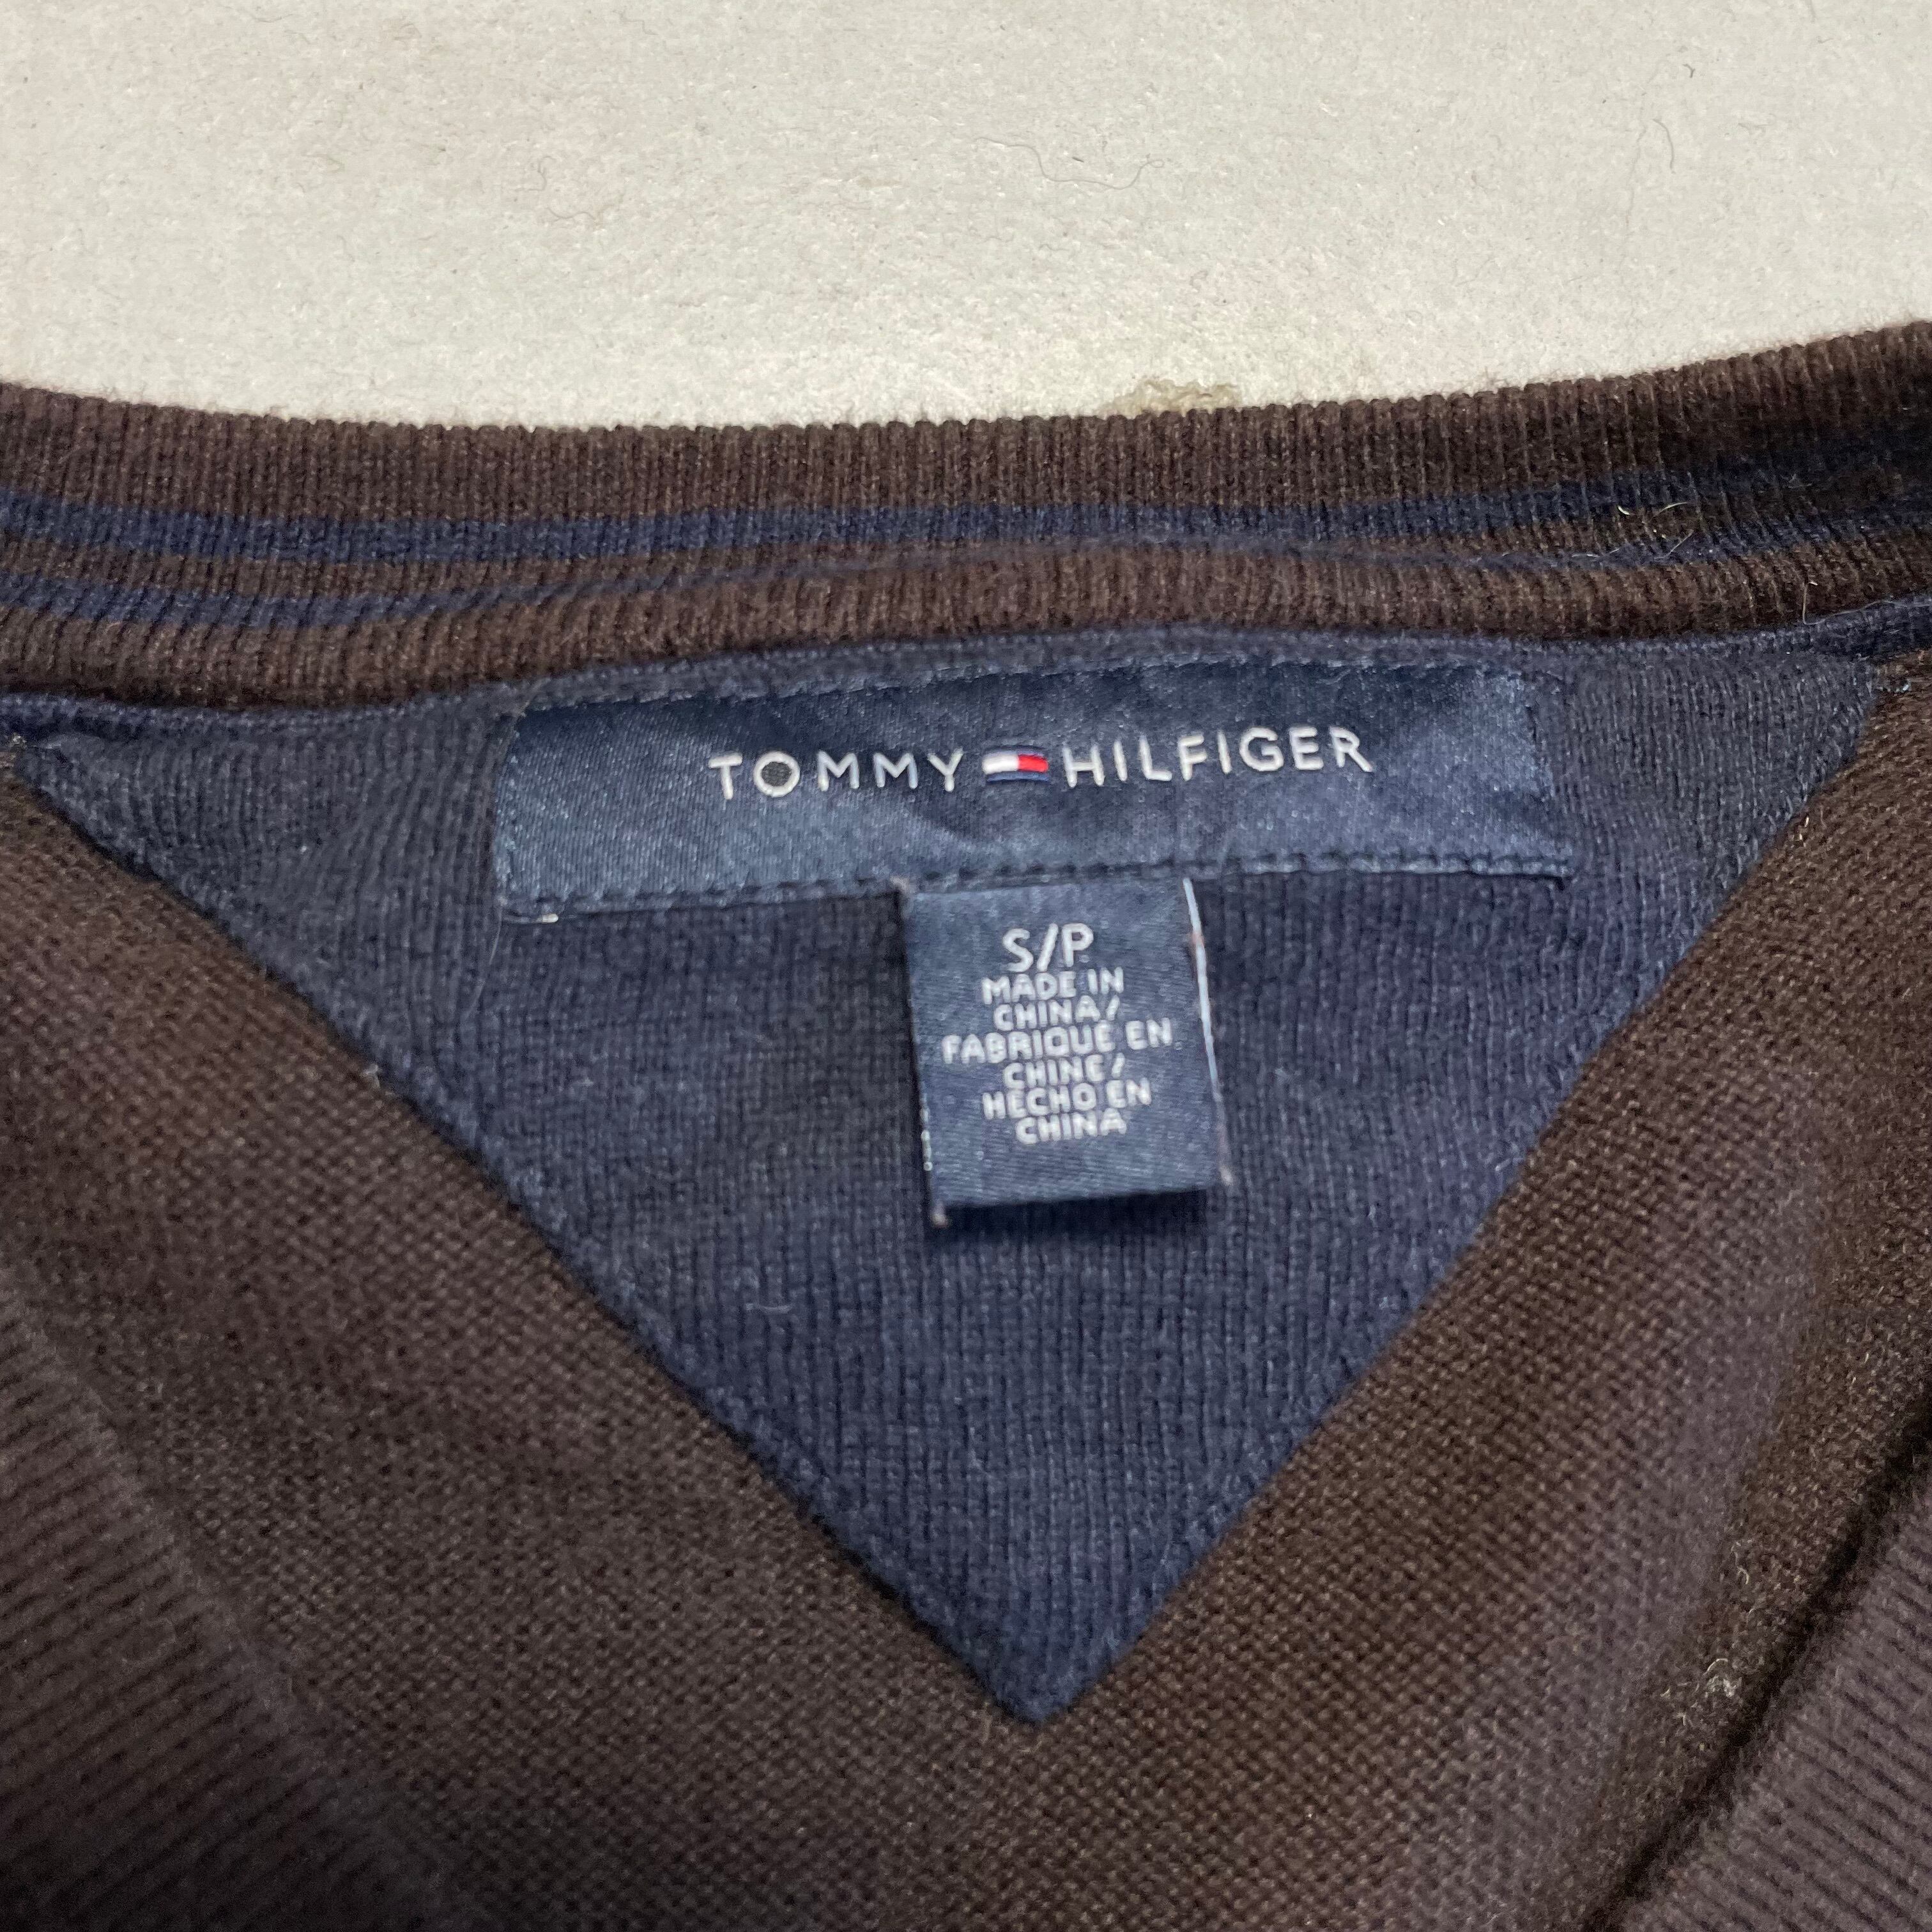 TOMMY HILFIGER
S/P
MADE IN
CHINA/
FABRIQUÉ EN
CHINE/
HECHO EN
CHINA